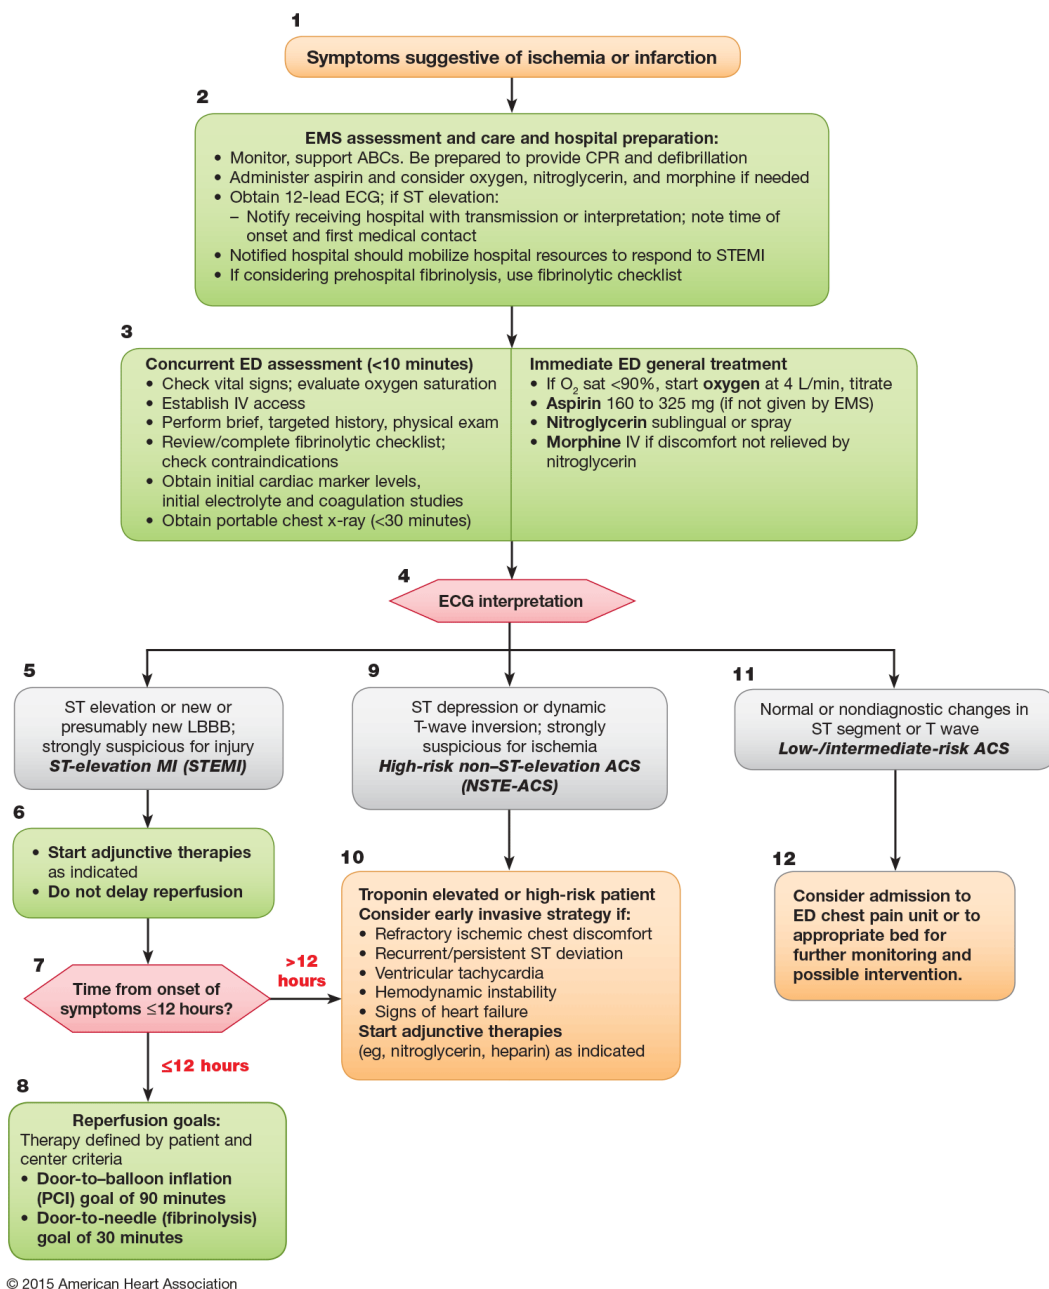 1
Symptoms suggestive of ischemia or infarction
2
EMS assessment and care and hospital preparation:
• Monitor, support ABCs. Be prepared to provide CPR and defibrillation
• Administer aspirin and consider oxygen, nitroglycerin, and morphine if needed
• Obtain 12-lead ECG; if ST elevation:
– Notify receiving hospital with transmission or interpretation; note time of
onset and first medical contact
• Notified hospital should mobilize hospital resources to respond to STEMI
• If considering prehospital fibrinolysis, use fibrinolytic checklist
3
Concurrent ED assessment (<10 minutes)
• Check vital signs; evaluate oxygen saturation
• Establish IV access
• Perform brief, targeted history, physical exam
• Review/complete fibrinolytic checklist;
check contraindications
• Obtain initial cardiac marker levels,
initial electrolyte and coagulation studies
• Obtain portable chest x-ray (<30 minutes)
Immediate ED general treatment
• If O₂ sat <90%, start oxygen at 4 L/min, titrate
• Aspirin 160 to 325 mg (if not given by EMS)
• Nitroglycerin sublingual or spray
• Morphine IV if discomfort not relieved by
nitroglycerin
4
ECG interpretation
5
ST elevation or new or
presumably new LBBB;
strongly suspicious for injury
ST-elevation MI (STEMI)
6
• Start adjunctive therapies
as indicated
• Do not delay reperfusion
7
Time from onset of
symptoms ≤12 hours?
>12
hours
≤12 hours
8
Reperfusion goals:
Therapy defined by patient and
center criteria
• Door-to–balloon inflation
(PCI) goal of 90 minutes
• Door-to-needle (fibrinolysis)
goal of 30 minutes
9
ST depression or dynamic
T-wave inversion; strongly
suspicious for ischemia
High-risk non–ST-elevation ACS
(NSTE-ACS)
10
Troponin elevated or high-risk patient
Consider early invasive strategy if:
• Refractory ischemic chest discomfort
• Recurrent/persistent ST deviation
• Ventricular tachycardia
• Hemodynamic instability
• Signs of heart failure
Start adjunctive therapies
(eg, nitroglycerin, heparin) as indicated
11
Normal or nondiagnostic changes in
ST segment or T wave
Low-/intermediate-risk ACS
12
Consider admission to
ED chest pain unit or to
appropriate bed for
further monitoring and
possible intervention.
© 2015 American Heart Association